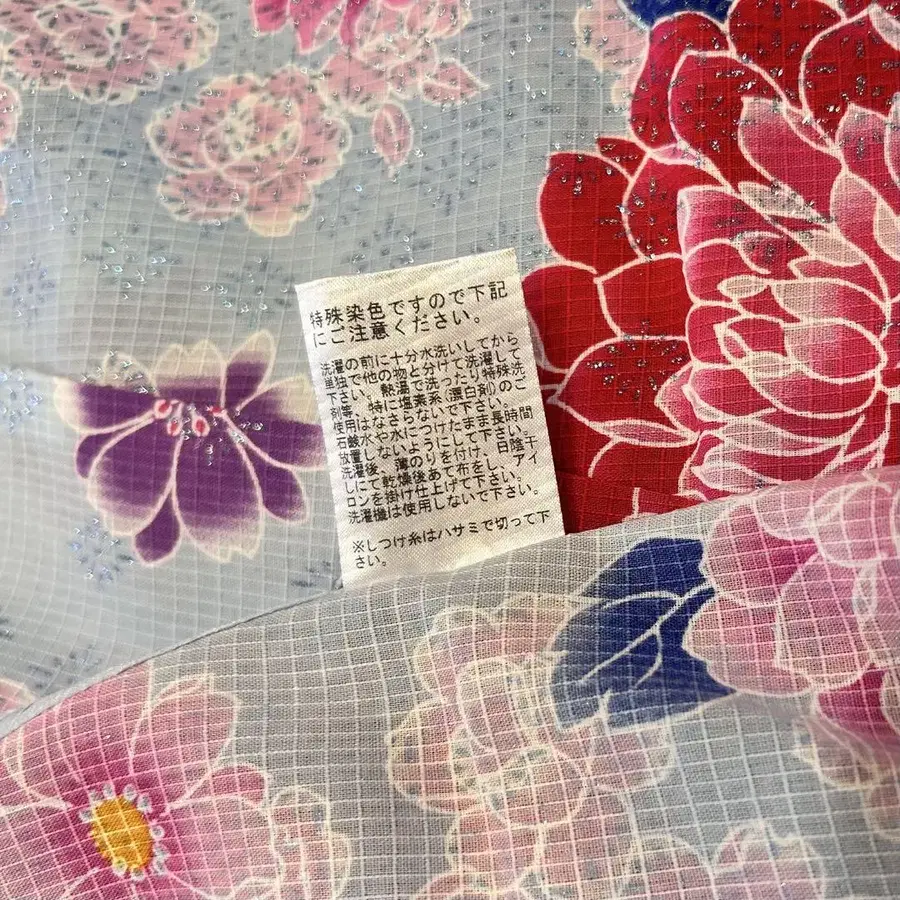 特殊染色ですので下記
にご注意ください。
洗濯の前に十分水洗いしてから
単独で他の物と分けて洗濯して
下さい。熱湯で洗ったり特殊洗
剤等、特に塩素系（漂白剤）のご
使用はなさらないで下さい。
石鹸水や水につけたまま長時間
放置しないようにして下さい。
洗濯後、薄のりを付け、日陰干
しにて乾燥後あて布をし、アイ
ロンを掛け仕上げて下さい。
洗濯機は使用しないで下さい。
※しつけ糸はハサミで切って下
さい。